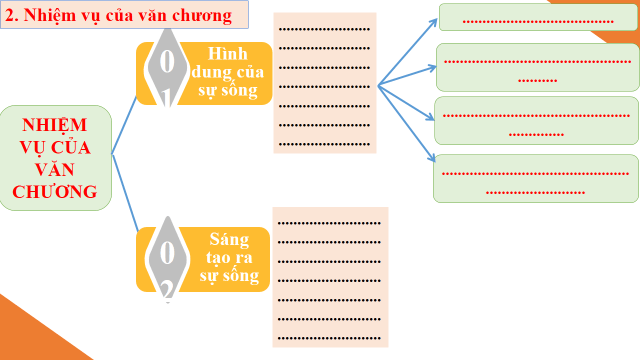 2. Nhiệm vụ của văn chương
NHIỆM
VỤ CỦA
VĂN
CHƯƠNG
01
Hình
dung của
sự sống
..........................
..........................
..........................
..........................
..........................
..........................
..........................
......................................
...............................................
..........
...............................................
..............
...............................................
.........................
02
Sáng
tạo ra
sự sống
..........................
..........................
..........................
..........................
..........................
..........................
..........................